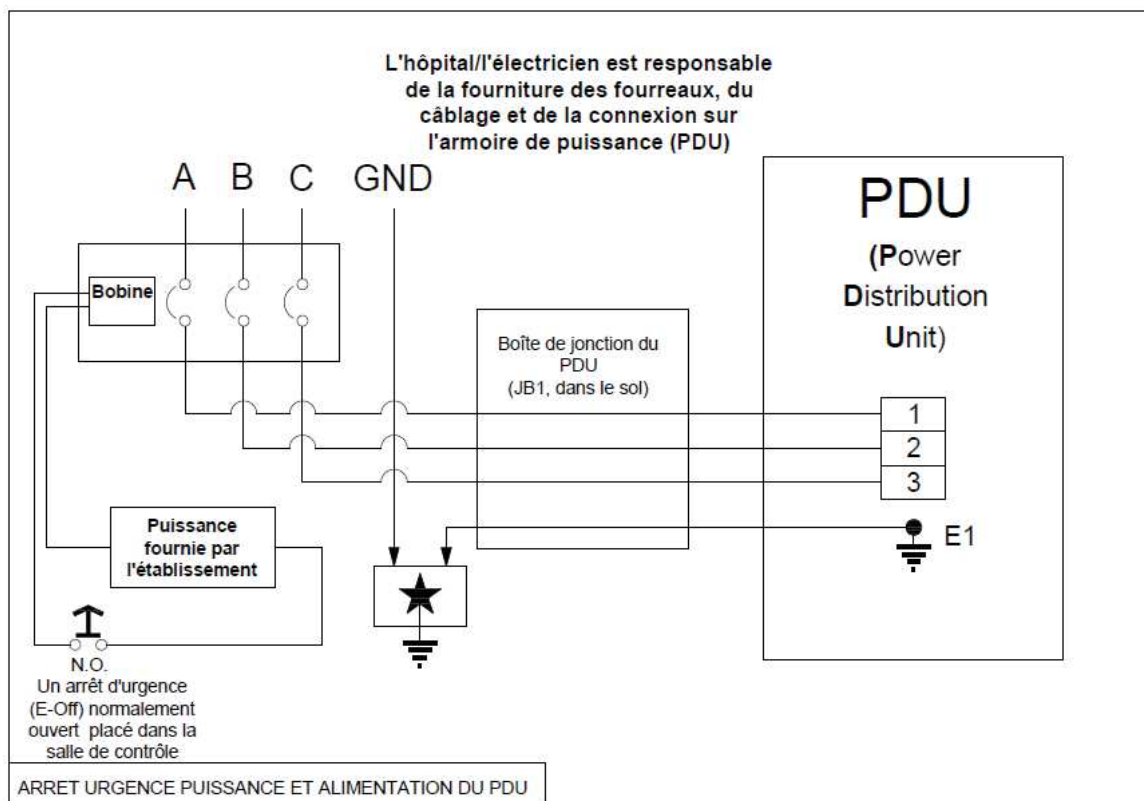 L'hôpital/l'électricien est responsable
de la fourniture des fourreaux, du
câblage et de la connexion sur
l'armoire de puissance (PDU)
A B C GND
PDU
(Power
Distribution
Unit)
Bobine
Boîte de jonction du
PDU
(JB1, dans le sol)
1
2
3
E1
Puissance
fournie par
l'établissement
N.O.
Un arrêt d'urgence
(E-Off) normalement
ouvert placé dans la
salle de contrôle
ARRET URGENCE PUISSANCE ET ALIMENTATION DU PDU